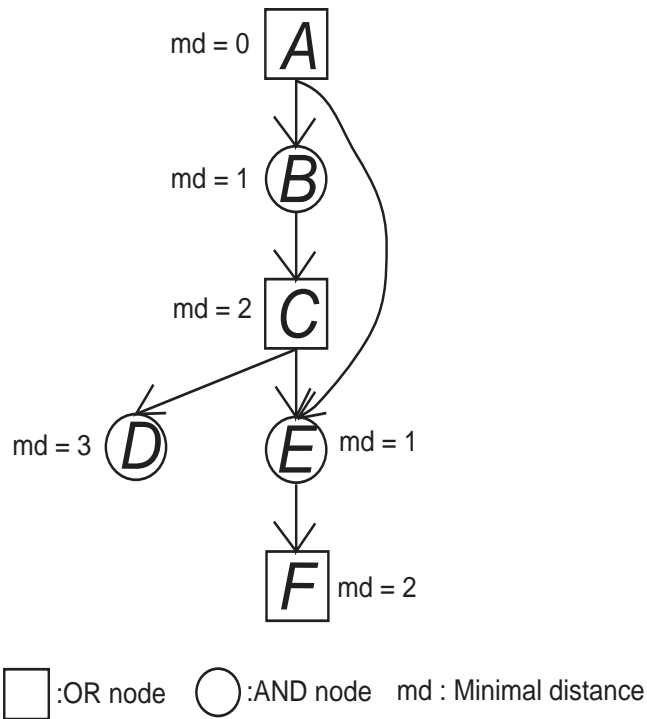 md = 0 A
md = 1 B
md = 2 C
md = 3 D E md = 1
F md = 2
:OR node :AND node md : Minimal distance